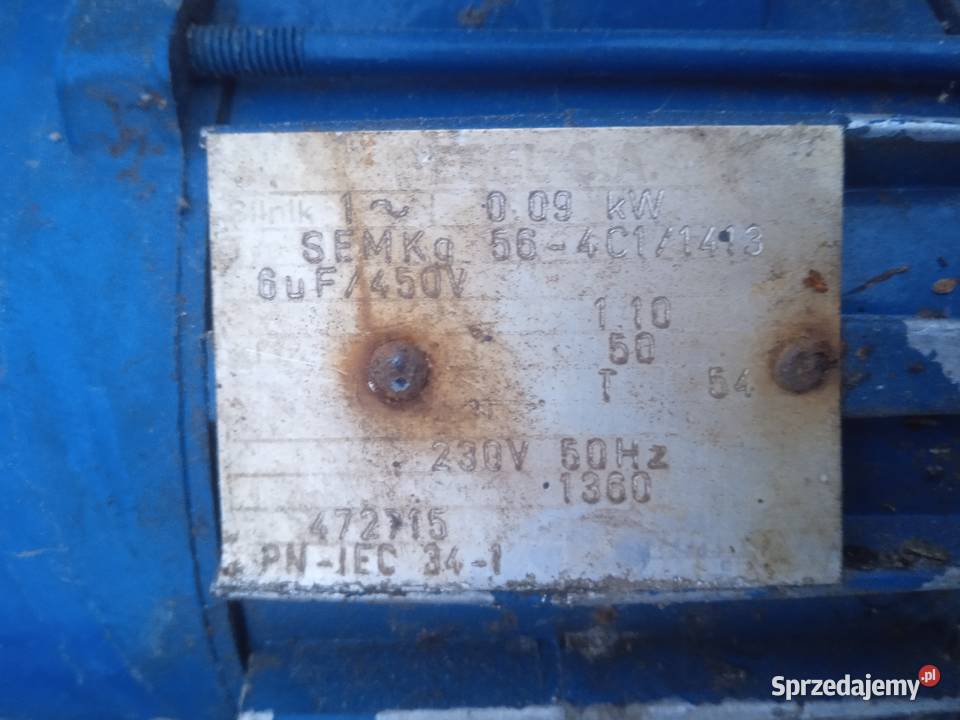 S.A.
Silnik 1~ 0.09 kW
SEMKg 56-4C1/1413
6uF/450V
1.10
50
T 54
230V 50Hz
1360
PN-IEC 34-1
Sprzedajemy.pl